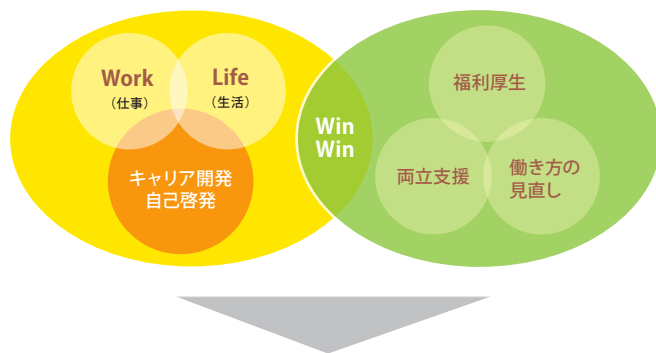 Work
（仕事）
Life
（生活）
キャリア開発
自己啓発
Win
Win
福利厚生
両立支援
働き方の
見直し